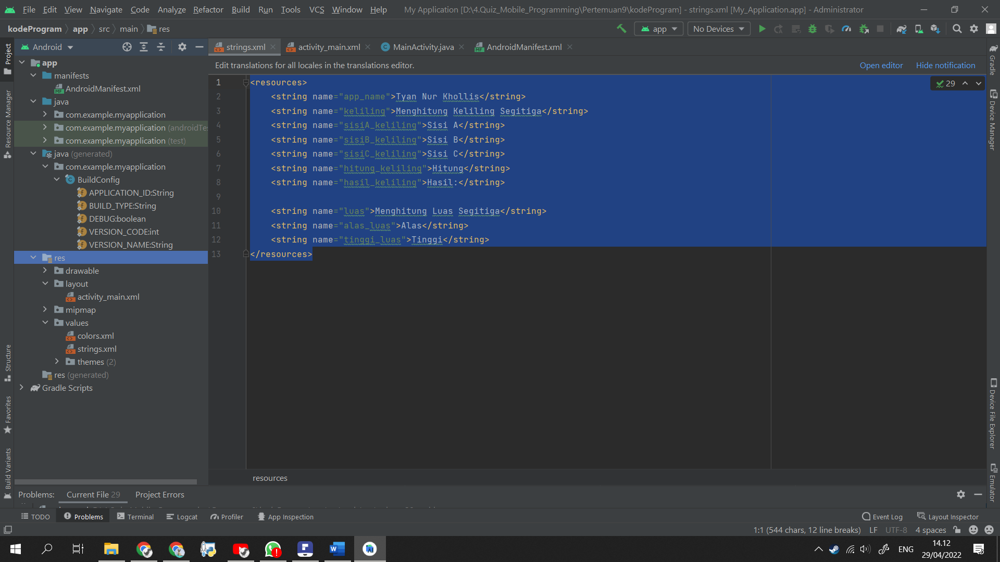 File Edit View Navigate Code Analyze Refactor Build Run Tools VCS Window Help My Application [D:\4.Quiz_Mobile_Programming\Pertemuan9\kodeProgram] - strings.xml [My_Application.app] - Administrator
kodeProgram app src main res app No Devices
Android strings.xml activity_main.xml MainActivity.java AndroidManifest.xml
Edit translations for all locales in the translations editor. Open editor Hide notification
Project
Resource Manager
Structure
Favorites
Build Variants
app
manifests
AndroidManifest.xml
java
com.example.myapplication
com.example.myapplication (androidTes
com.example.myapplication (test)
java (generated)
com.example.myapplication
BuildConfig
APPLICATION_ID:String
BUILD_TYPE:String
DEBUG:boolean
VERSION_CODE:int
VERSION_NAME:String
res
drawable
layout
activity_main.xml
mipmap
values
colors.xml
strings.xml
themes (2)
res (generated)
Gradle Scripts
29
1 <resources>
2 <string name="app_name">Tyan Nur Khollis</string>
3 <string name="keliling">Menghitung Keliling Segitiga</string>
4 <string name="sisiA_keliling">Sisi A</string>
5 <string name="sisiB_keliling">Sisi B</string>
6 <string name="sisiC_keliling">Sisi C</string>
7 <string name="hitung_keliling">Hitung</string>
8 <string name="hasil_keliling">Hasil:</string>
9
10 <string name="luas">Menghitung Luas Segitiga</string>
11 <string name="alas_luas">Alas</string>
12 <string name="tinggi_luas">Tinggi</string>
13 </resources>
resources
Gradle
Device Manager
Device File Explorer
Emulator
Problems: Current File 29 Project Errors
TODO Problems Terminal Logcat Profiler App Inspection Event Log Layout Inspector
1:1 (544 chars, 12 line breaks) LF UTF-8 4 spaces
ENG
14.12
29/04/2022